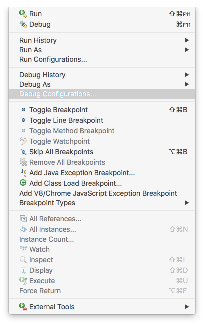 Run ⇧⌘F11
Debug ⌘F11
Run History
Run As
Run Configurations...
Debug History
Debug As
Debug Configurations...
Toggle Breakpoint ⇧⌘B
Toggle Line Breakpoint
Toggle Method Breakpoint
Toggle Watchpoint
Skip All Breakpoints ⌥⌘B
Remove All Breakpoints
Add Java Exception Breakpoint...
Add Class Load Breakpoint...
Add VB/Chrome JavaScript Exception Breakpoint
Breakpoint Types
All References...
All Instances... ⇧⌘N
Instance Count...
Watch
Inspect ⇧⌘I
Display ⇧⌘D
Execute ⌘U
Force Return ⌥⌘F
External Tools